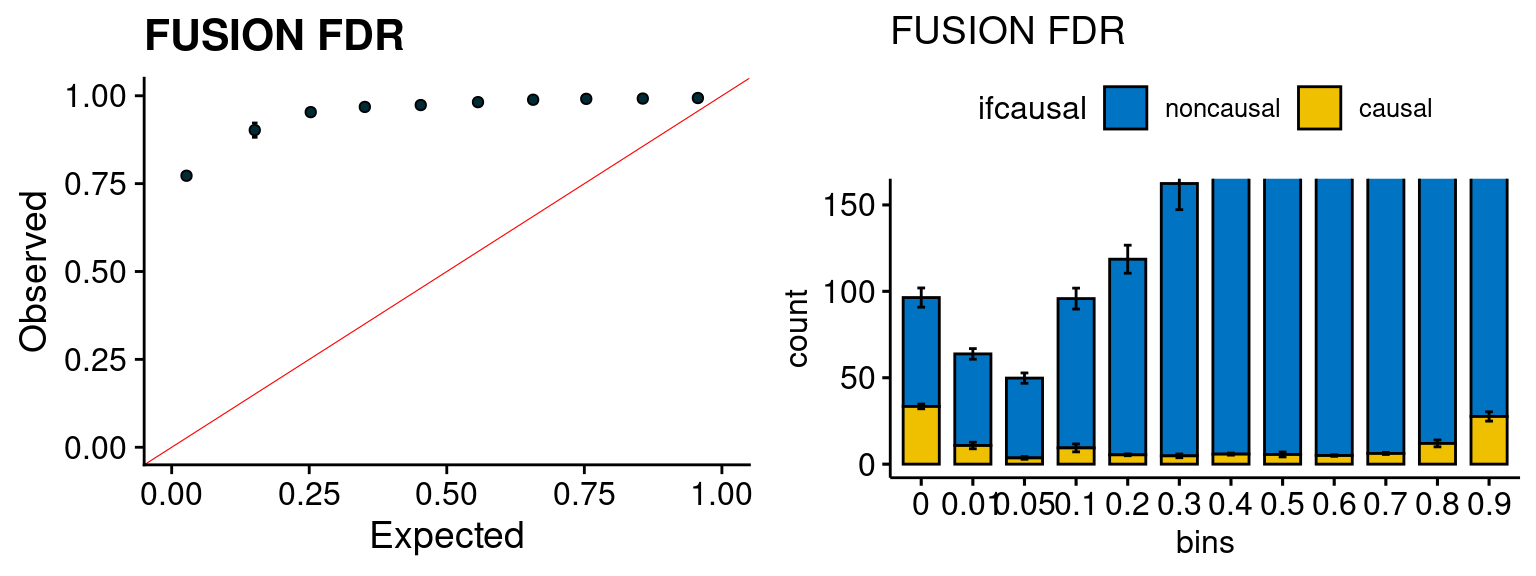 FUSION FDR
1.00
0.75
0.50
0.25
0.00
Observed
0.00 0.25 0.50 0.75 1.00
Expected
FUSION FDR
ifcausal noncausal causal
150
100
50
0
count
0 0.01 0.05 0.1 0.2 0.3 0.4 0.5 0.6 0.7 0.8 0.9
bins